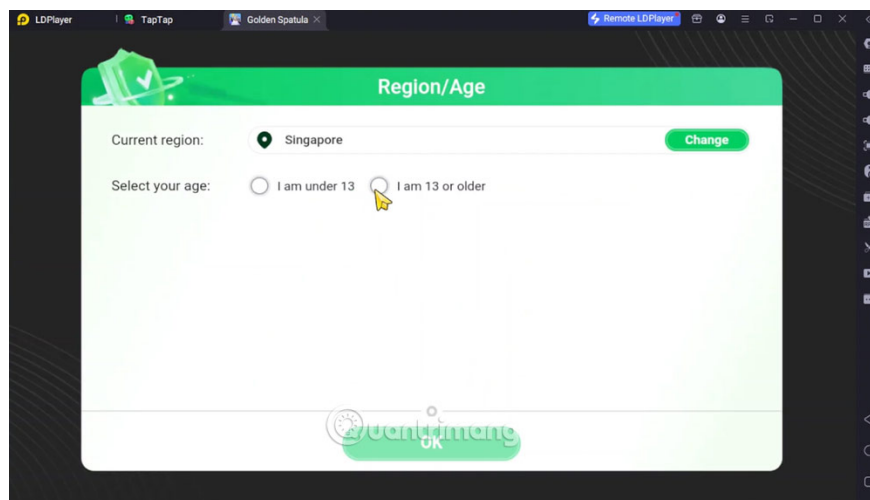 LDPlayer TapTap Golden Spatula Remote LDPlayer
Region/Age
Current region: Singapore Change
Select your age: I am under 13 I am 13 or older
Quantrimang
OK